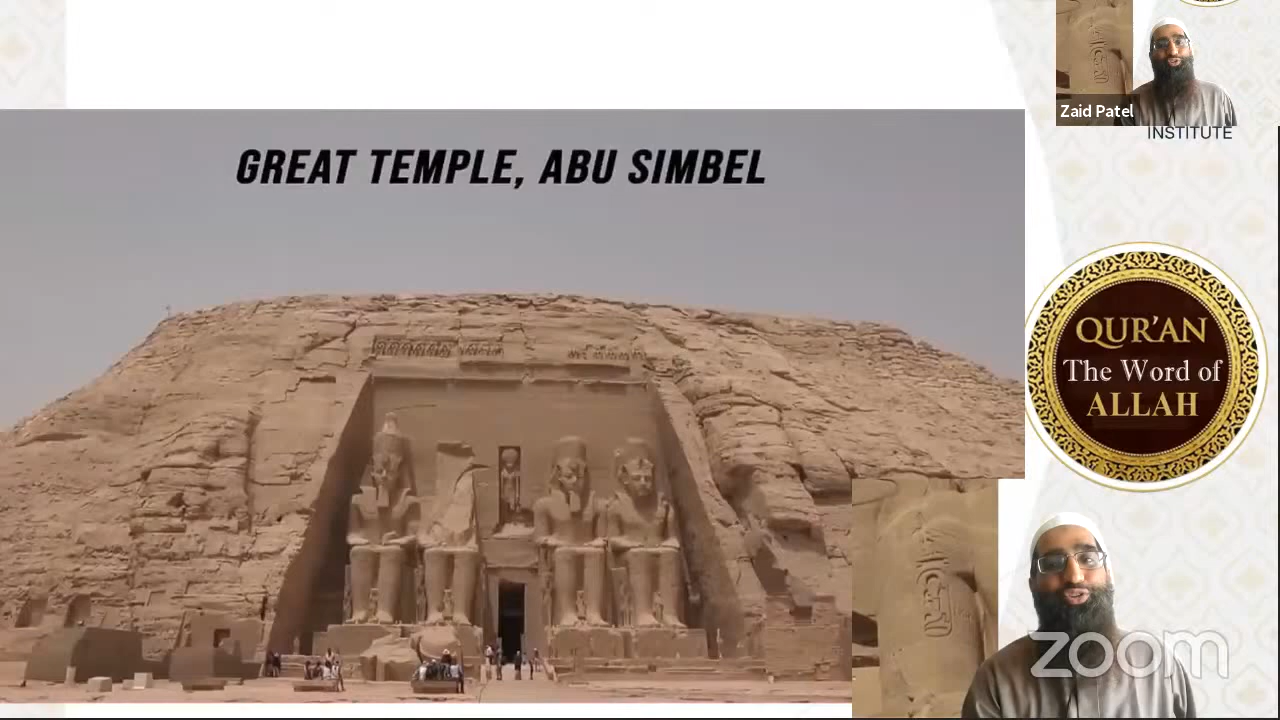 GREAT TEMPLE, ABU SIMBEL
Zaid Patel
INSTITUTE
QUR'AN
The Word of
ALLAH
zoom